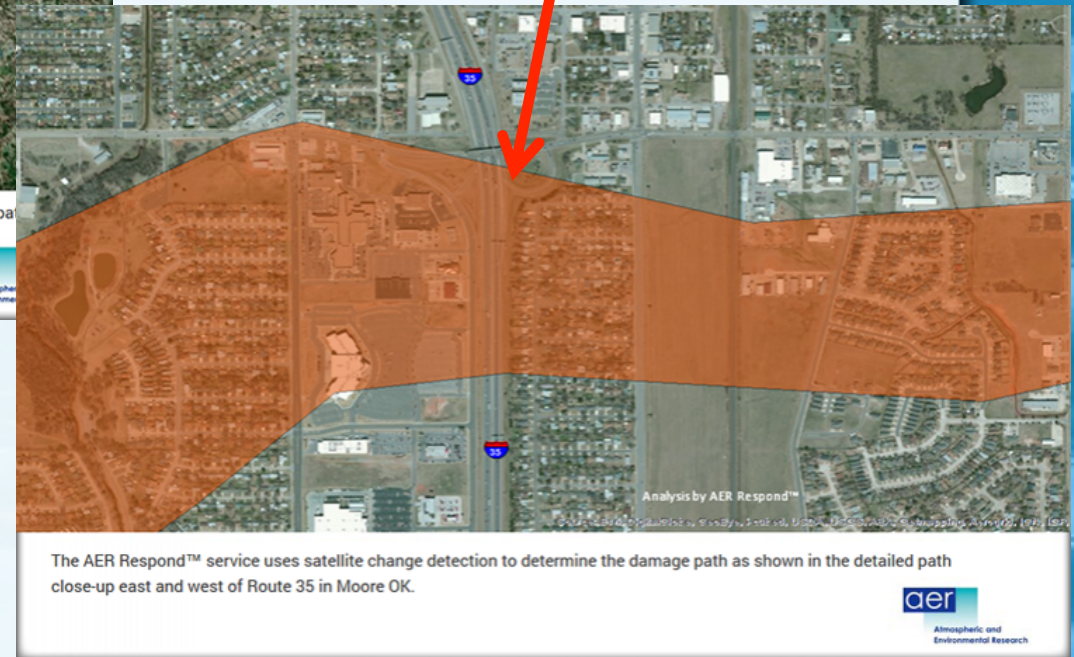 35
35
Analysis by AER Respond™
The AER Respond™ service uses satellite change detection to determine the damage path as shown in the detailed path
close-up east and west of Route 35 in Moore OK.
aer
Atmospheric and
Environmental Research